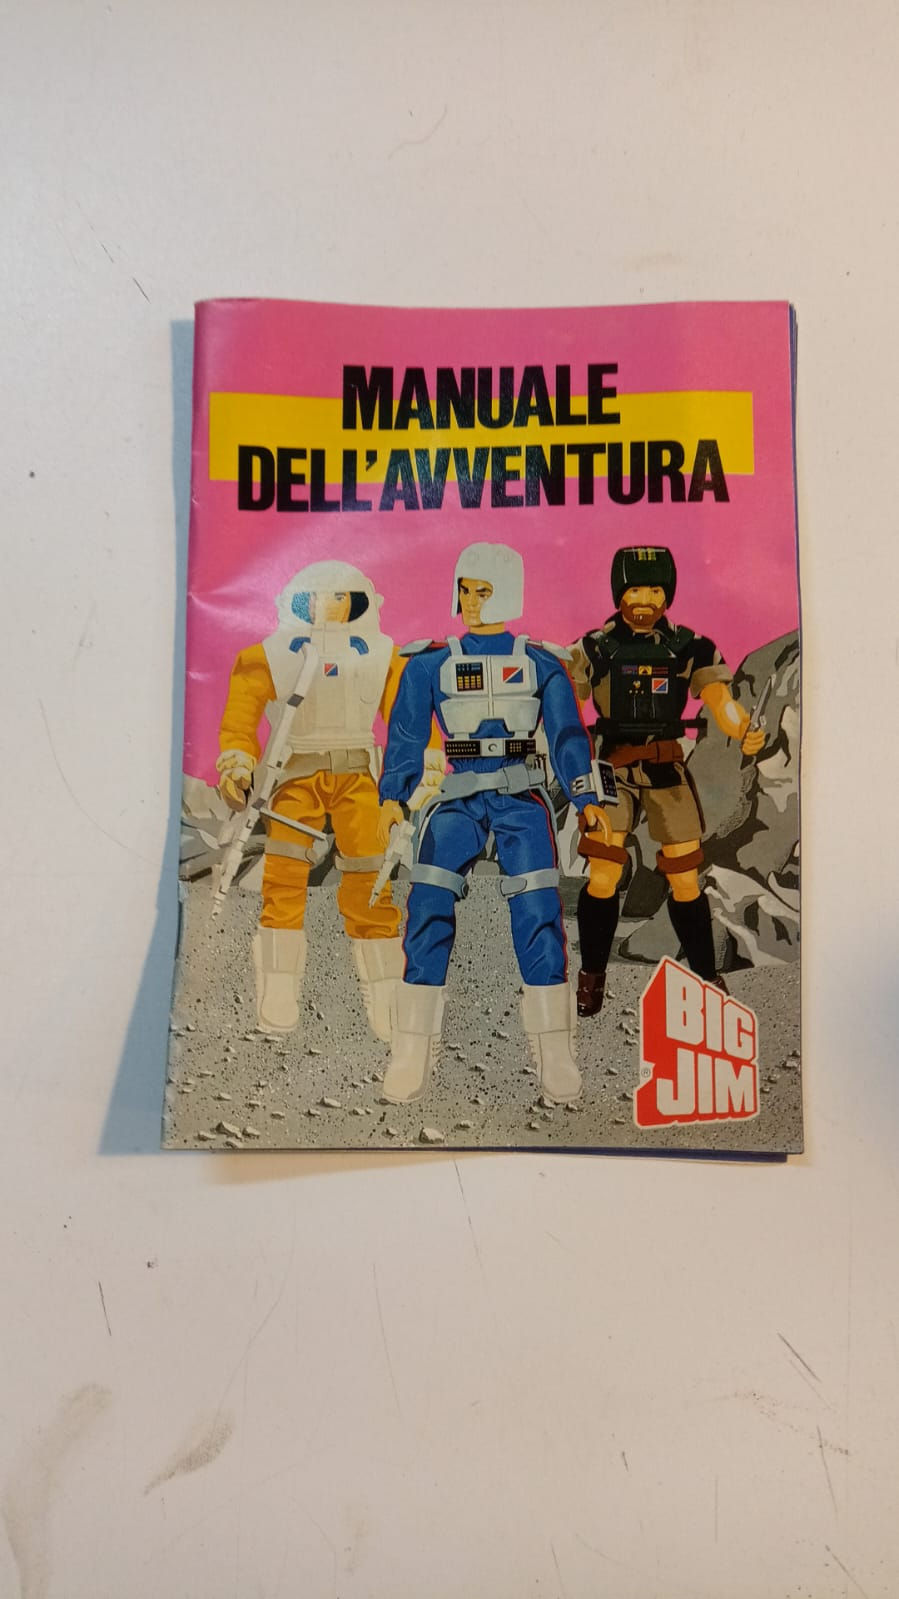 MANUALE
DELL'AVVENTURA
BIG
JIM
®